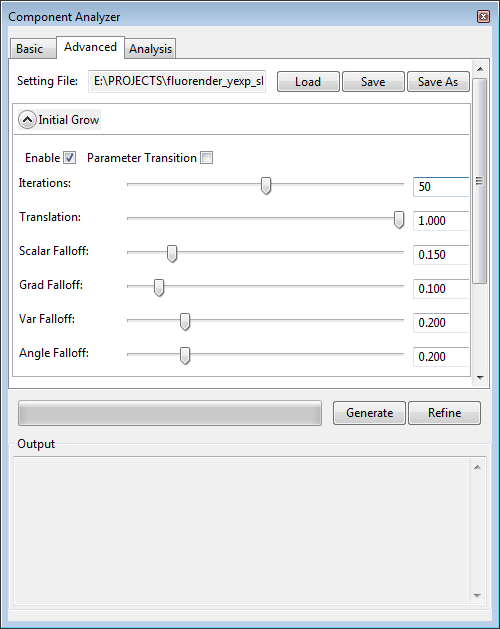 Component Analyzer
Basic Advanced Analysis
Setting File: E:\PROJECTS\fluorender_yexp_sl Load Save Save As
Initial Grow
Enable Parameter Transition
Iterations: 50
Translation: 1.000
Scalar Falloff: 0.150
Grad Falloff: 0.100
Var Falloff: 0.200
Angle Falloff: 0.200
Generate Refine
Output